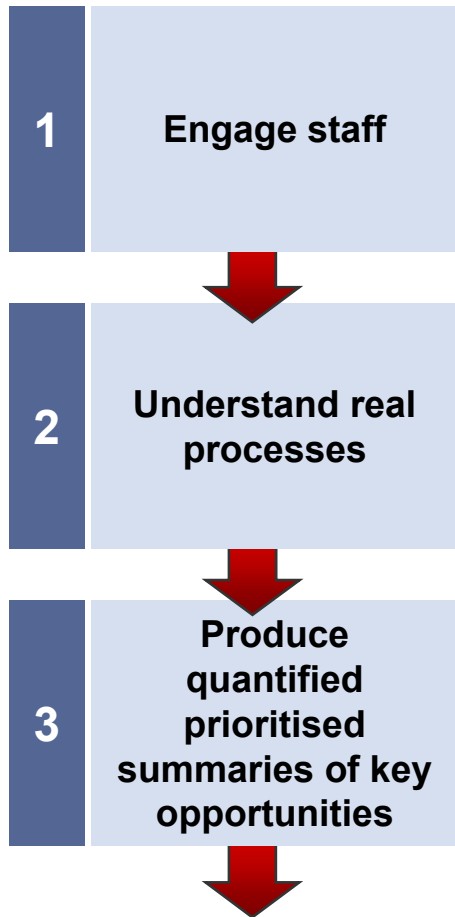 1
Engage staff
2
Understand real
processes
3
Produce
quantified
prioritised
summaries of key
opportunities